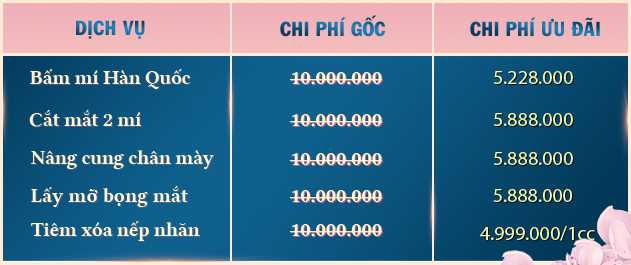 DỊCH VỤ CHI PHÍ GỐC CHI PHÍ ƯU ĐÃI
Bấm mí Hàn Quốc 10.000.000 5.228.000
Cắt mắt 2 mí 10.000.000 5.888.000
Nâng cung chân mày 10.000.000 5.888.000
Lấy mỡ bọng mắt 10.000.000 5.888.000
Tiêm xóa nếp nhăn 10.000.000 4.999.000/1cc